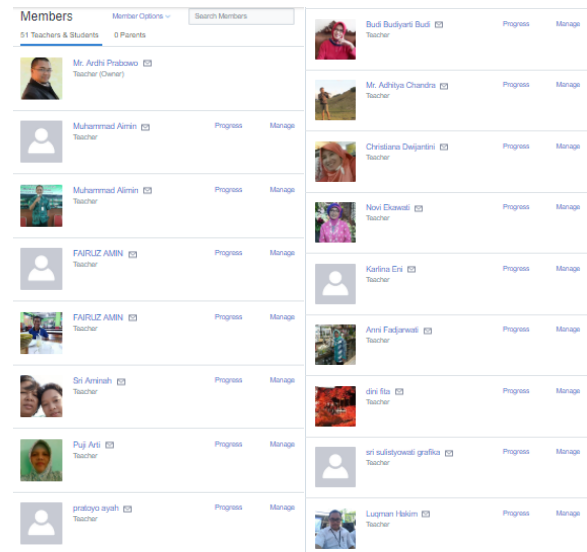 Members
Member Options
Search Members
51 Teachers & Students
0 Parents
Mr. Ardhi Prabowo
Teacher (Owner)
Muhammad Aimin
Progress
Manage
Teacher
Muhammad Alimin
Progress
Manage
Teacher
FAIRUZ AMIN
Progress
Manage
Teacher
FAIRUZ AMIN
Progress
Manage
Teacher
Sri Aminah
Progress
Manage
Teacher
Puji Arti
Progress
Manage
Teacher
pratoyo ayah
Progress
Manage
Teacher
Budi Budiyarti Budi
Progress
Manage
Teacher
Mr. Adhitya Chandra
Progress
Manage
Teacher
Christiana Dwijantini
Progress
Manage
Teacher
Novi Ekawati
Progress
Manage
Teacher
Karlina Eni
Progress
Manage
Teacher
Anni Fadjarwati
Progress
Manage
Teacher
dini fita
Progress
Manage
Teacher
sri sulistyowati grafika
Progress
Manage
Teacher
Luqman Hakim
Progress
Manage
Teacher